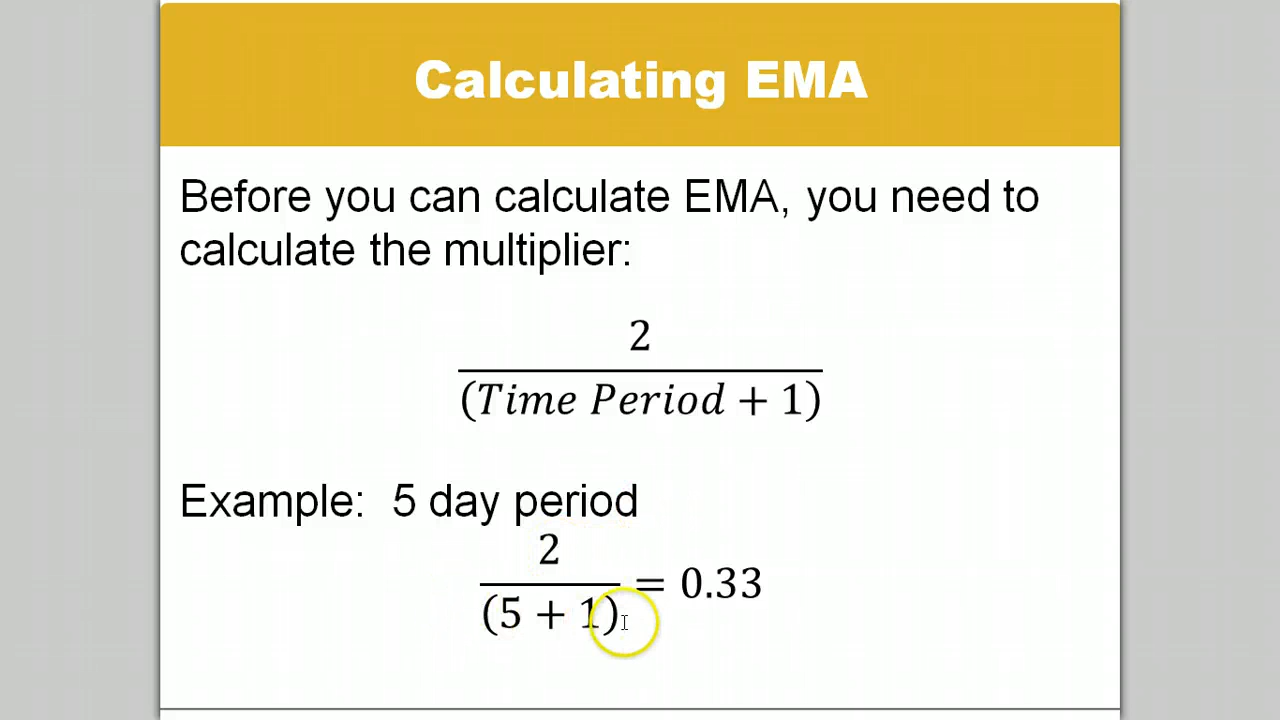 Calculating EMA
Before you can calculate EMA, you need to
calculate the multiplier:
2
(Time Period + 1)
Example: 5 day period
2
(5 + 1)
= 0.33